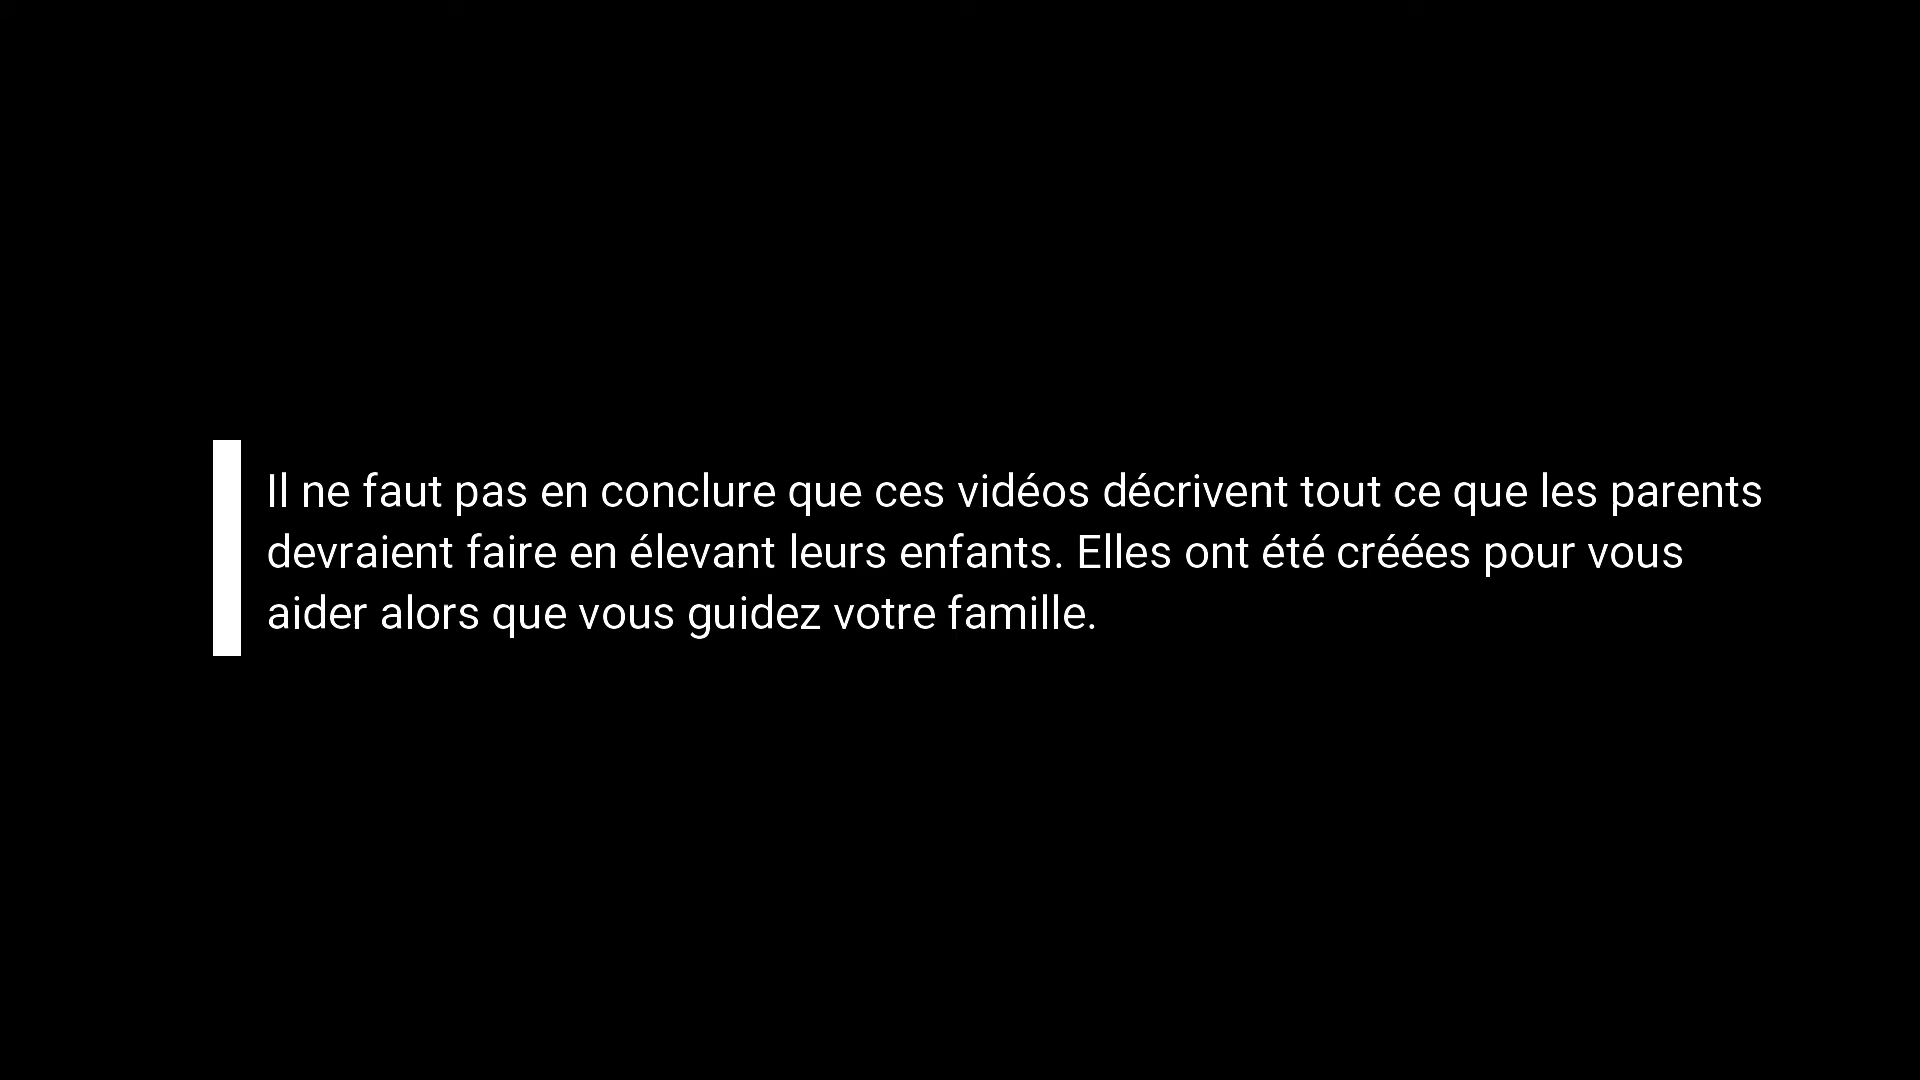 Il ne faut pas en conclure que ces vidéos décrivent tout ce que les parents
devraient faire en élevant leurs enfants. Elles ont été créées pour vous
aider alors que vous guidez votre famille.